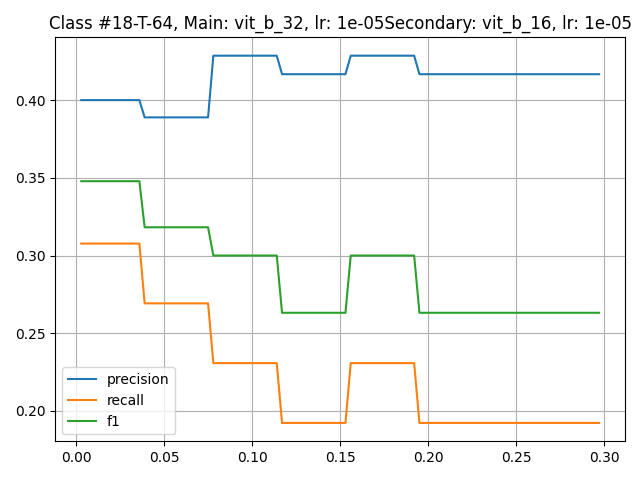 Class #18-T-64, Main: vit_b_32, lr: 1e-05Secondary: vit_b_16, lr: 1e-05
0.40
0.35
0.30
0.25
0.20
precision
recall
f1
0.00 0.05 0.10 0.15 0.20 0.25 0.30